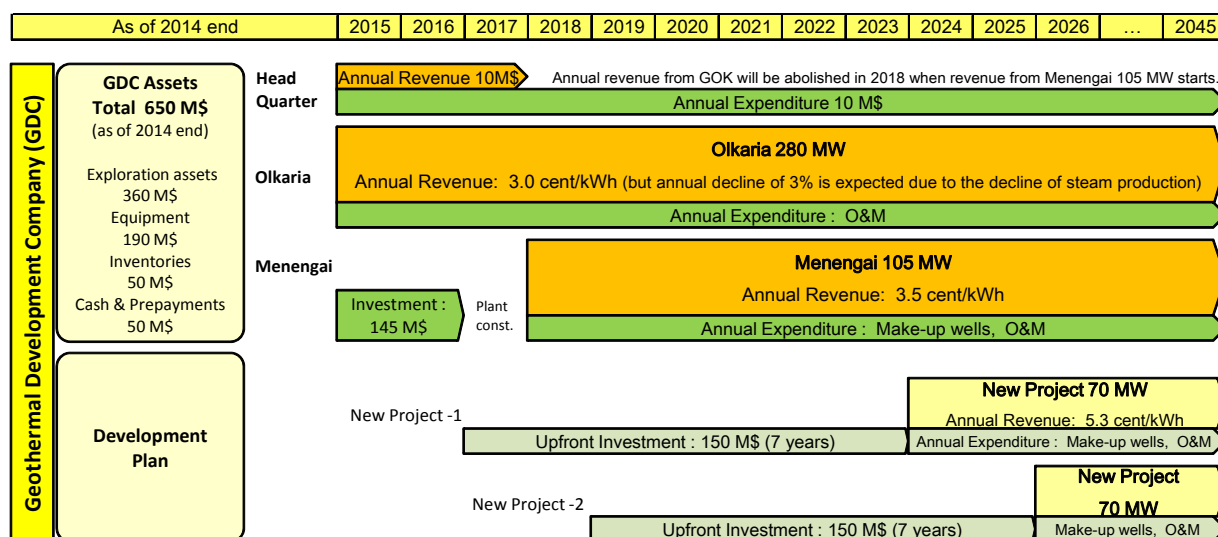 As of 2014 end 2015 2016 2017 2018 2019 2020 2021 2022 2023 2024 2025 2026 … 2045
Geothermal Development Company (GDC)
GDC Assets
Total 650 M$
(as of 2014 end)
Exploration assets
360 M$
Equipment
190 M$
Inventories
50 M$
Cash & Prepayments
50 M$
Head
Quarter
Annual Revenue 10M$ Annual revenue from GOK will be abolished in 2018 when revenue from Menengai 105 MW starts.
Annual Expenditure 10 M$
Olkaria
Olkaria 280 MW
Annual Revenue: 3.0 cent/kWh (but annual decline of 3% is expected due to the decline of steam production)
Annual Expenditure : O&M
Menengai
Investment :
145 M$
Plant
const.
Menengai 105 MW
Annual Revenue: 3.5 cent/kWh
Annual Expenditure : Make-up wells, O&M
Development
Plan
New Project -1
New Project 70 MW
Annual Revenue: 5.3 cent/kWh
Upfront Investment : 150 M$ (7 years)
Annual Expenditure : Make-up wells, O&M
New Project -2
New Project
70 MW
Upfront Investment : 150 M$ (7 years)
Make-up wells, O&M